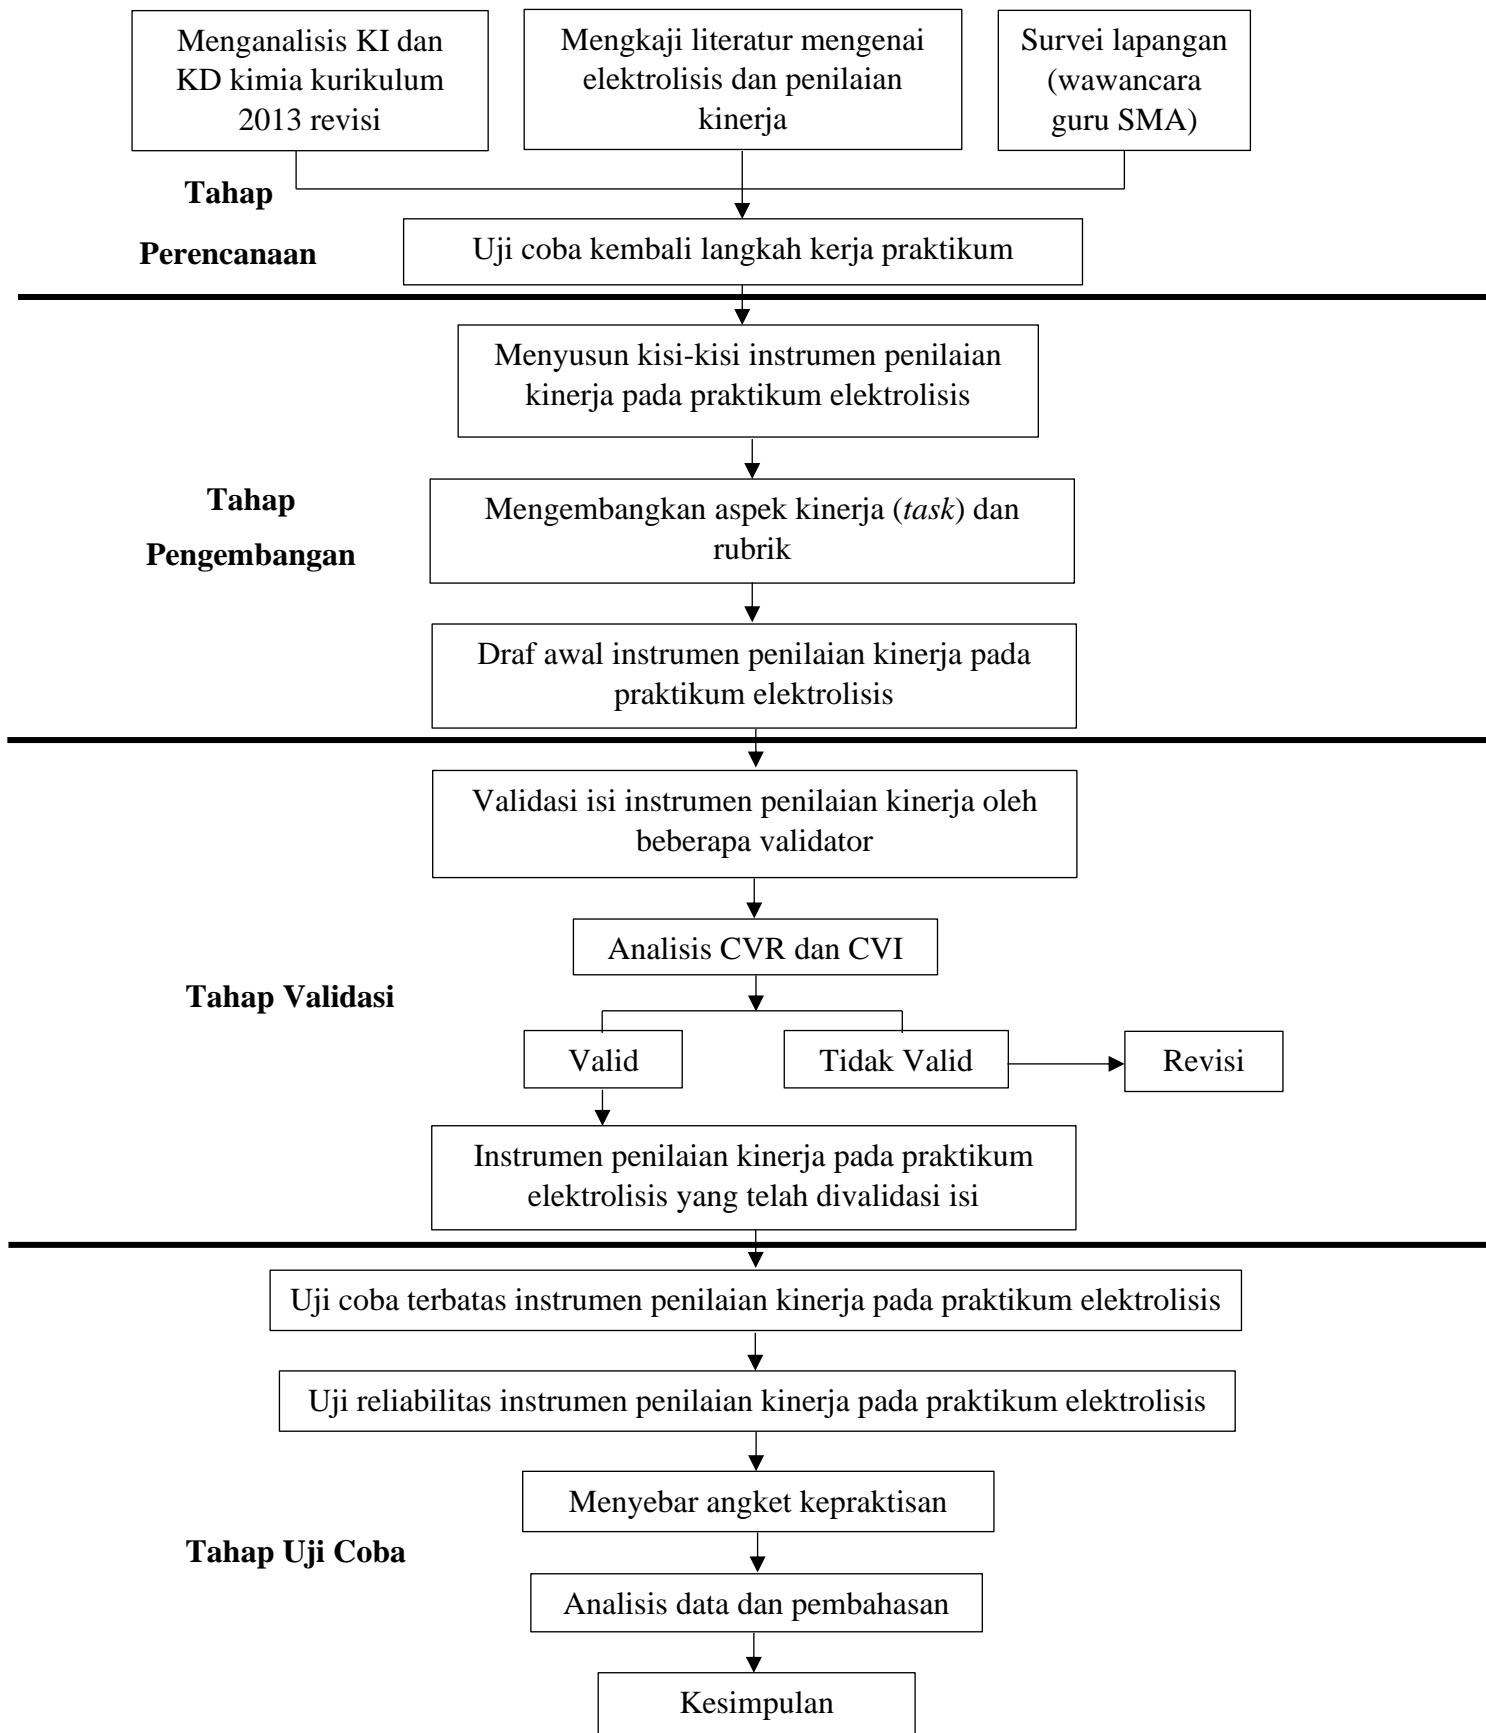 Menganalisis KI dan
KD kimia kurikulum
2013 revisi
Mengkaji literatur mengenai
elektrolisis dan penilaian
kinerja
Survei lapangan
(wawancara
guru SMA)
Tahap
Perencanaan
Uji coba kembali langkah kerja praktikum
Menyusun kisi-kisi instrumen penilaian
kinerja pada praktikum elektrolisis
Tahap
Pengembangan
Mengembangkan aspek kinerja (task) dan
rubrik
Draf awal instrumen penilaian kinerja pada
praktikum elektrolisis
Validasi isi instrumen penilaian kinerja oleh
beberapa validator
Analisis CVR dan CVI
Tahap Validasi
Valid
Tidak Valid
Revisi
Instrumen penilaian kinerja pada praktikum
elektrolisis yang telah divalidasi isi
Uji coba terbatas instrumen penilaian kinerja pada praktikum elektrolisis
Uji reliabilitas instrumen penilaian kinerja pada praktikum elektrolisis
Menyebar angket kepraktisan
Tahap Uji Coba
Analisis data dan pembahasan
Kesimpulan